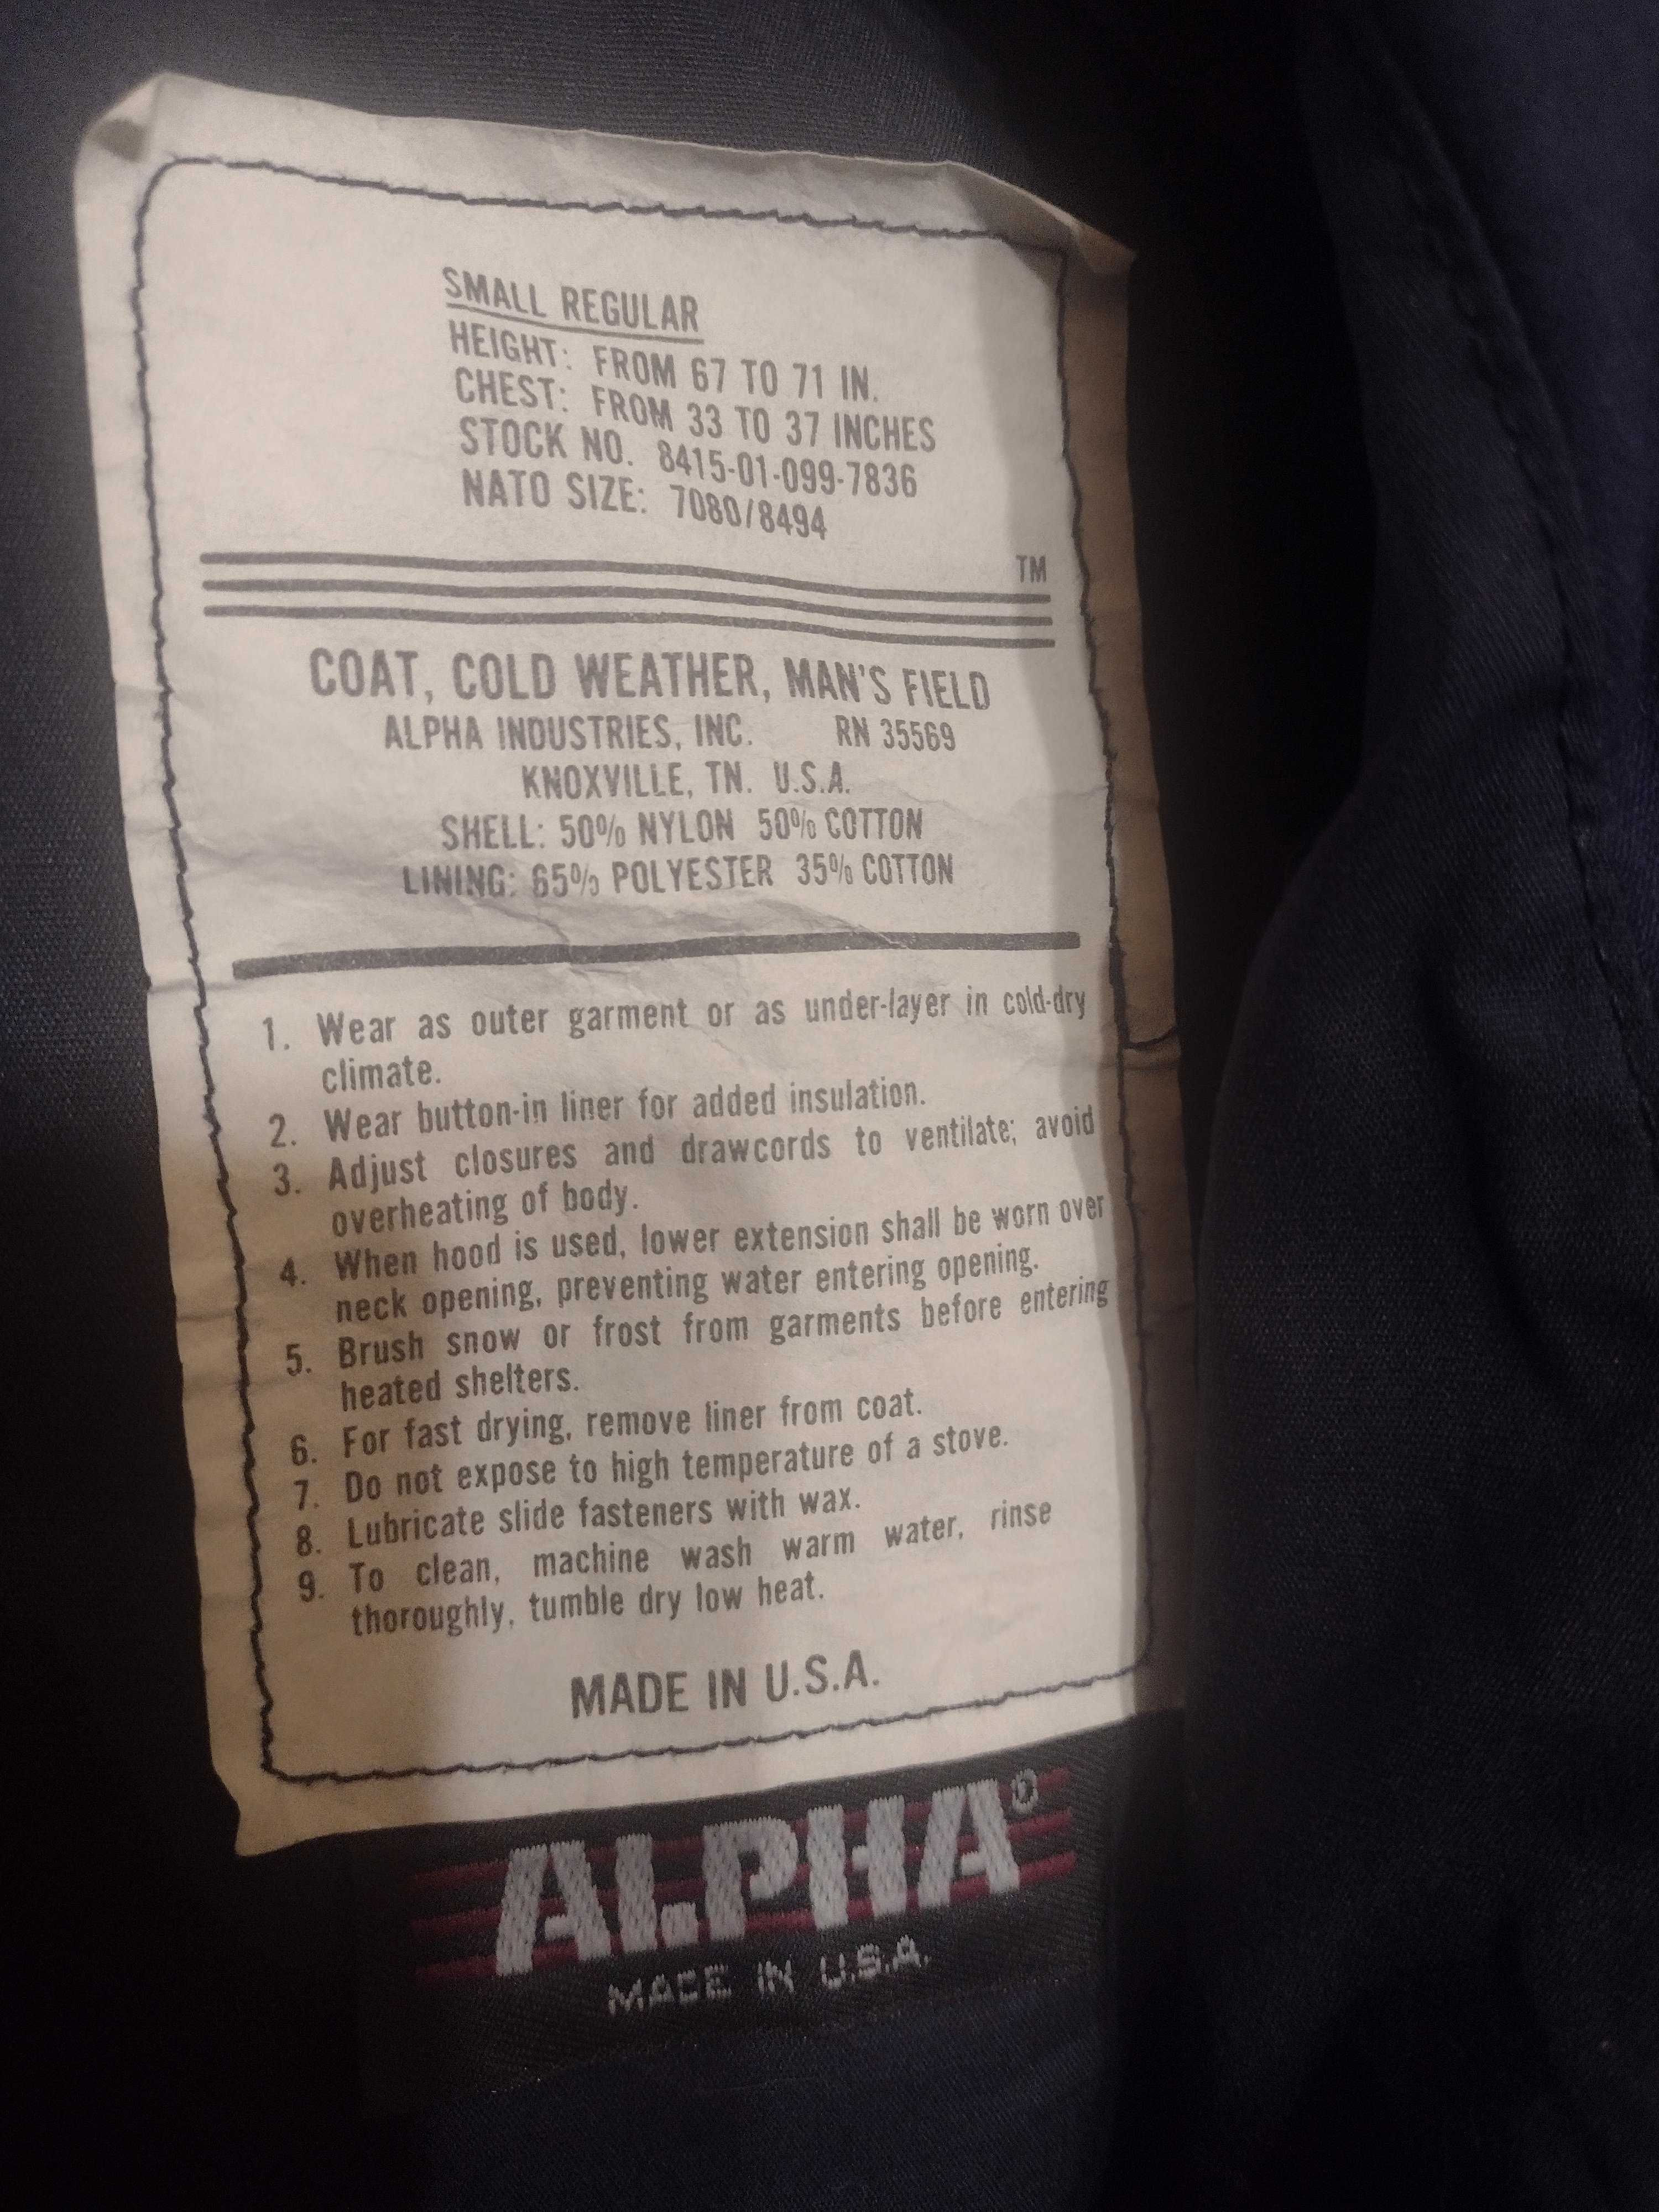 SMALL REGULAR
HEIGHT: FROM 67 TO 71 IN.
CHEST: FROM 33 TO 37 INCHES
STOCK NO. 8415-01-099-7836
NATO SIZE: 7080/8494
TM
COAT, COLD WEATHER, MAN'S FIELD
ALPHA INDUSTRIES, INC. RN 35569
KNOXVILLE, TN. U.S.A.
SHELL: 50% NYLON 50% COTTON
LINING: 65% POLYESTER 35% COTTON
1. Wear as outer garment or as under-layer in cold-dry
climate.
2. Wear button-in liner for added insulation.
3. Adjust closures and drawcords to ventilate; avoid
overheating of body.
4. When hood is used, lower extension shall be worn over
neck opening, preventing water entering opening.
5. Brush snow or frost from garments before entering
heated shelters.
6. For fast drying, remove liner from coat.
7. Do not expose to high temperature of a stove.
8. Lubricate slide fasteners with wax.
9. To clean, machine wash warm water, rinse
thoroughly, tumble dry low heat.
MADE IN U.S.A.
ALPHA®
MADE IN U.S.A.